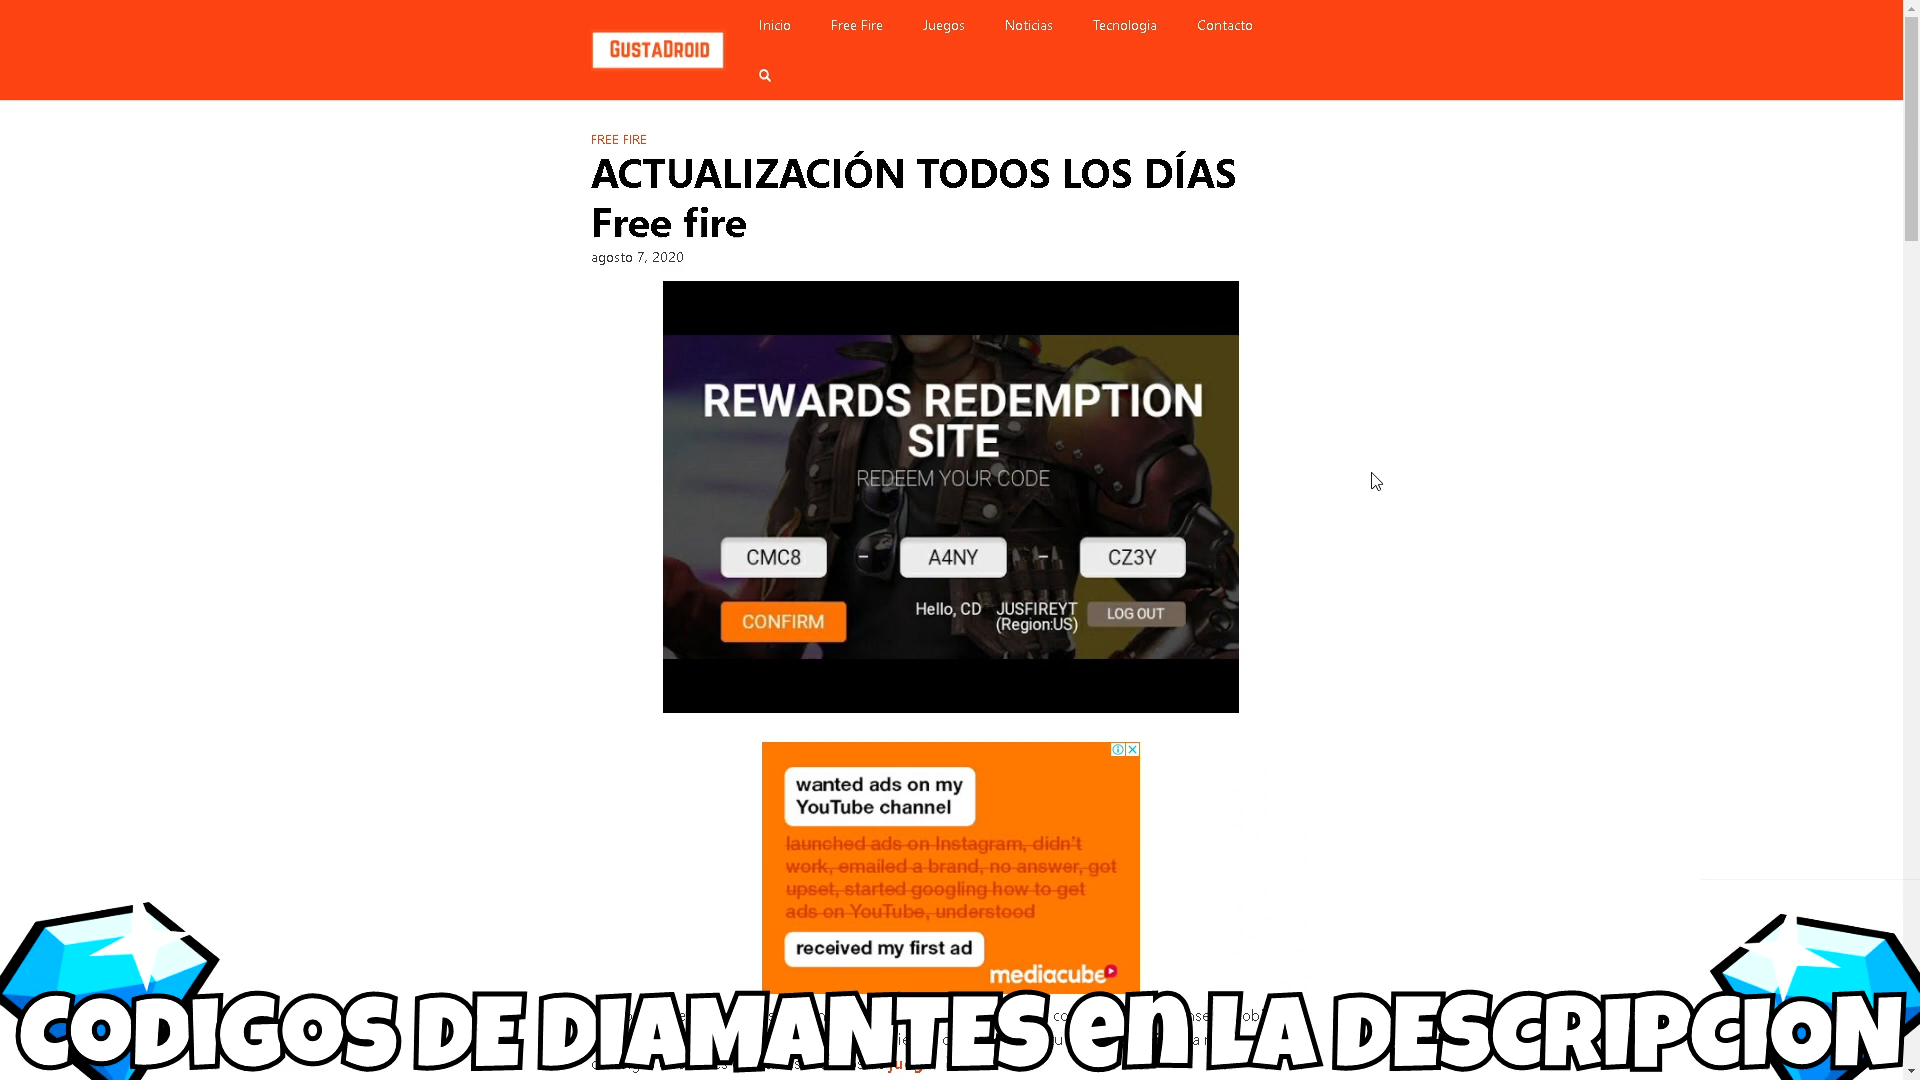 GustaDroid
Inicio
Free Fire
Juegos
Noticias
Tecnologia
Contacto
FREE FIRE
ACTUALIZACIÓN TODOS LOS DÍAS
Free fire
agosto 7, 2020
REWARDS REDEMPTION
SITE
REDEEM YOUR CODE
CMC8 - A4NY - CZ3Y
CONFIRM
Hello, CD JUSFIREYT
(Region:US)
LOG OUT
wanted ads on my
YouTube channel
launched ads on Instagram, didn't
work, emailed a brand, no answer, got
upset, started googling how to get
ads on YouTube, understood
received my first ad
mediacube
CODIGOS DE DIAMANTES en LA DESCRIPCION